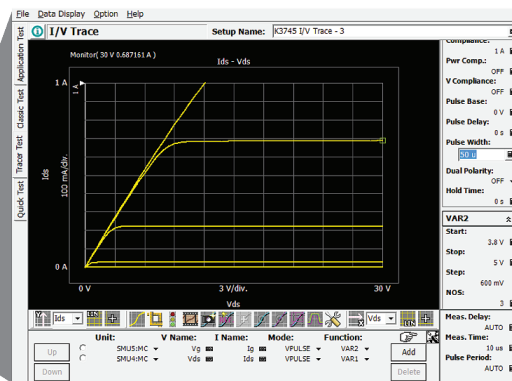 File Data Display Option Help
I/V Trace
Setup Name: K3745 I/V Trace - 3
Application Test
Classic Test
Tracer Test
Quick Test
Monitor( 30 V 0.687161 A )
Ids - Vds
1 A
1 A
Ids
100 mA/div.
0 A
0 V
3 V/div.
30 V
Vds
Compliance:
1 A
Pwr Comp.:
OFF
V Compliance:
OFF
Pulse Base:
0 V
Pulse Delay:
0 s
Pulse Width:
50 u
Dual Polarity:
OFF
Hold Time:
0 s
VAR2
Start:
3.8 V
Stop:
5 V
Step:
600 mV
NOS:
3
Meas. Delay:
AUTO
Meas. Time:
10 us
Pulse Period:
AUTO
Ids
Vds
Unit: V Name: I Name: Mode: Function:
Up
SMU5:MC Vg Ig VPULSE VAR2
SMU4:MC Vds Ids VPULSE VAR1
Add
Down
Delete